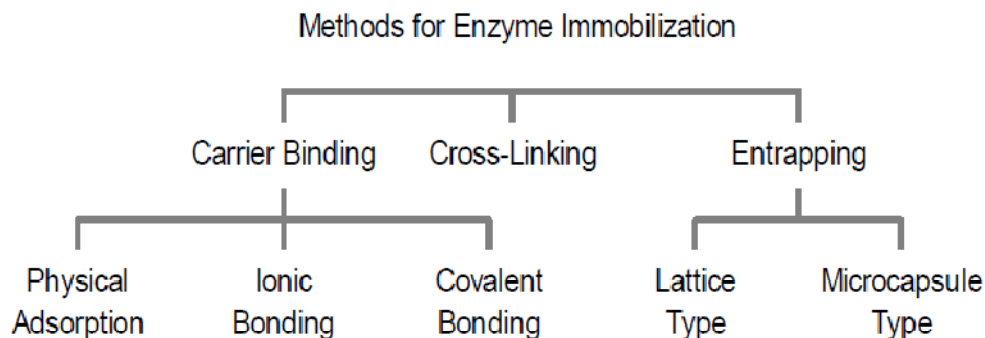 Methods for Enzyme Immobilization
Carrier Binding Cross-Linking Entrapping
Physical Ionic Covalent Lattice Microcapsule
Adsorption Bonding Bonding Type Type